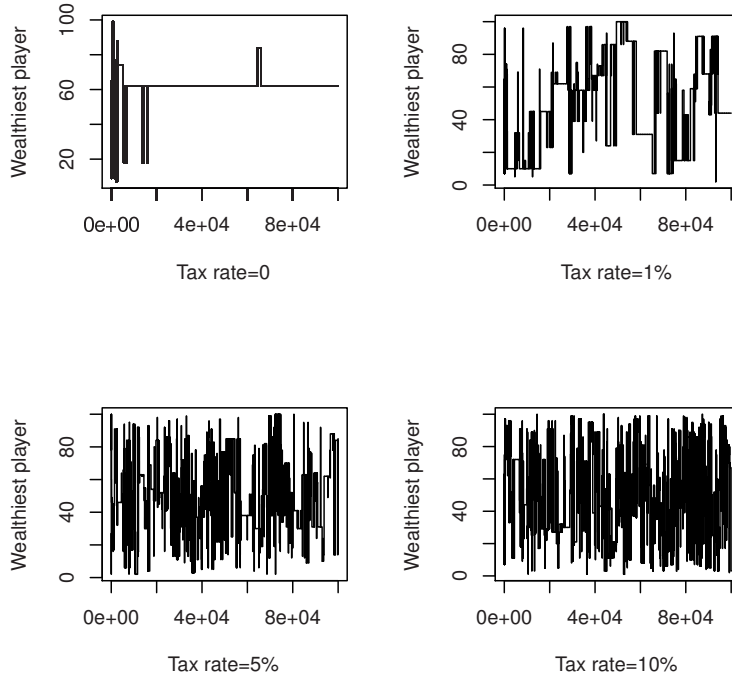 Wealthiest player
100
60
20
0e+00 4e+04 8e+04
Tax rate=0
Wealthiest player
80
40
0
0e+00 4e+04 8e+04
Tax rate=1%
Wealthiest player
80
40
0
0e+00 4e+04 8e+04
Tax rate=5%
Wealthiest player
80
40
0
0e+00 4e+04 8e+04
Tax rate=10%